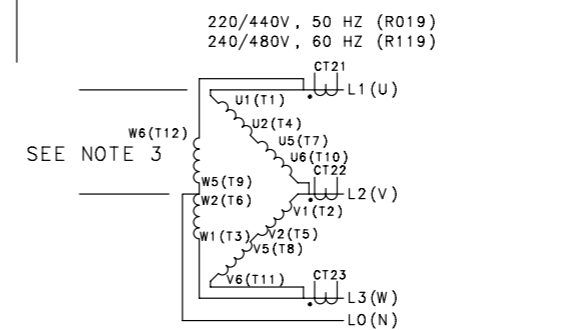 220/440V, 50 HZ (R019)
240/480V, 60 HZ (R119)
CT21
L1(U)
U1(T1)
U2(T4)
W6(T12)
U5(T7)
SEE NOTE 3
U6(T10)
CT22
W5(T9)
L2(V)
W2(T6)
V1(T2)
W1(T3)
V2(T5)
V5(T8)
CT23
V6(T11)
L3(W)
L0(N)